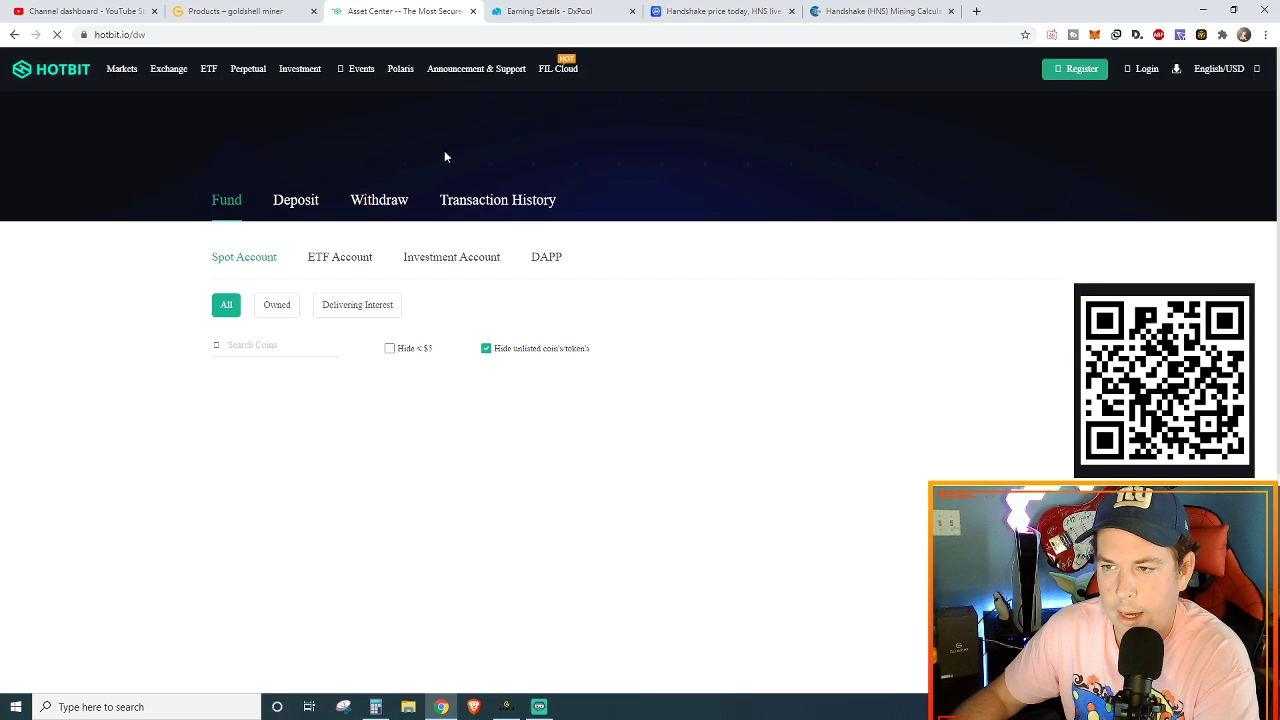 Channel dashboard - YouTube St
Products – goldshell miner
Asset Center -- The Most Secure
Earning Details - DxPool
Handshake price today, HNS live
Handshake (HNS) Mining Calcula
hotbit.io/dw
HOTBIT
Markets
Exchange
ETF
Perpetual
Investment
Events
Polaris
Announcement & Support
HOT
FIL Cloud
Register
Login
English/USD
Fund
Deposit
Withdraw
Transaction History
Spot Account
ETF Account
Investment Account
DAPP
All
Owned
Delivering Interest
Search Coins
Hide < $5
Hide unlisted coin's/token's
Type here to search